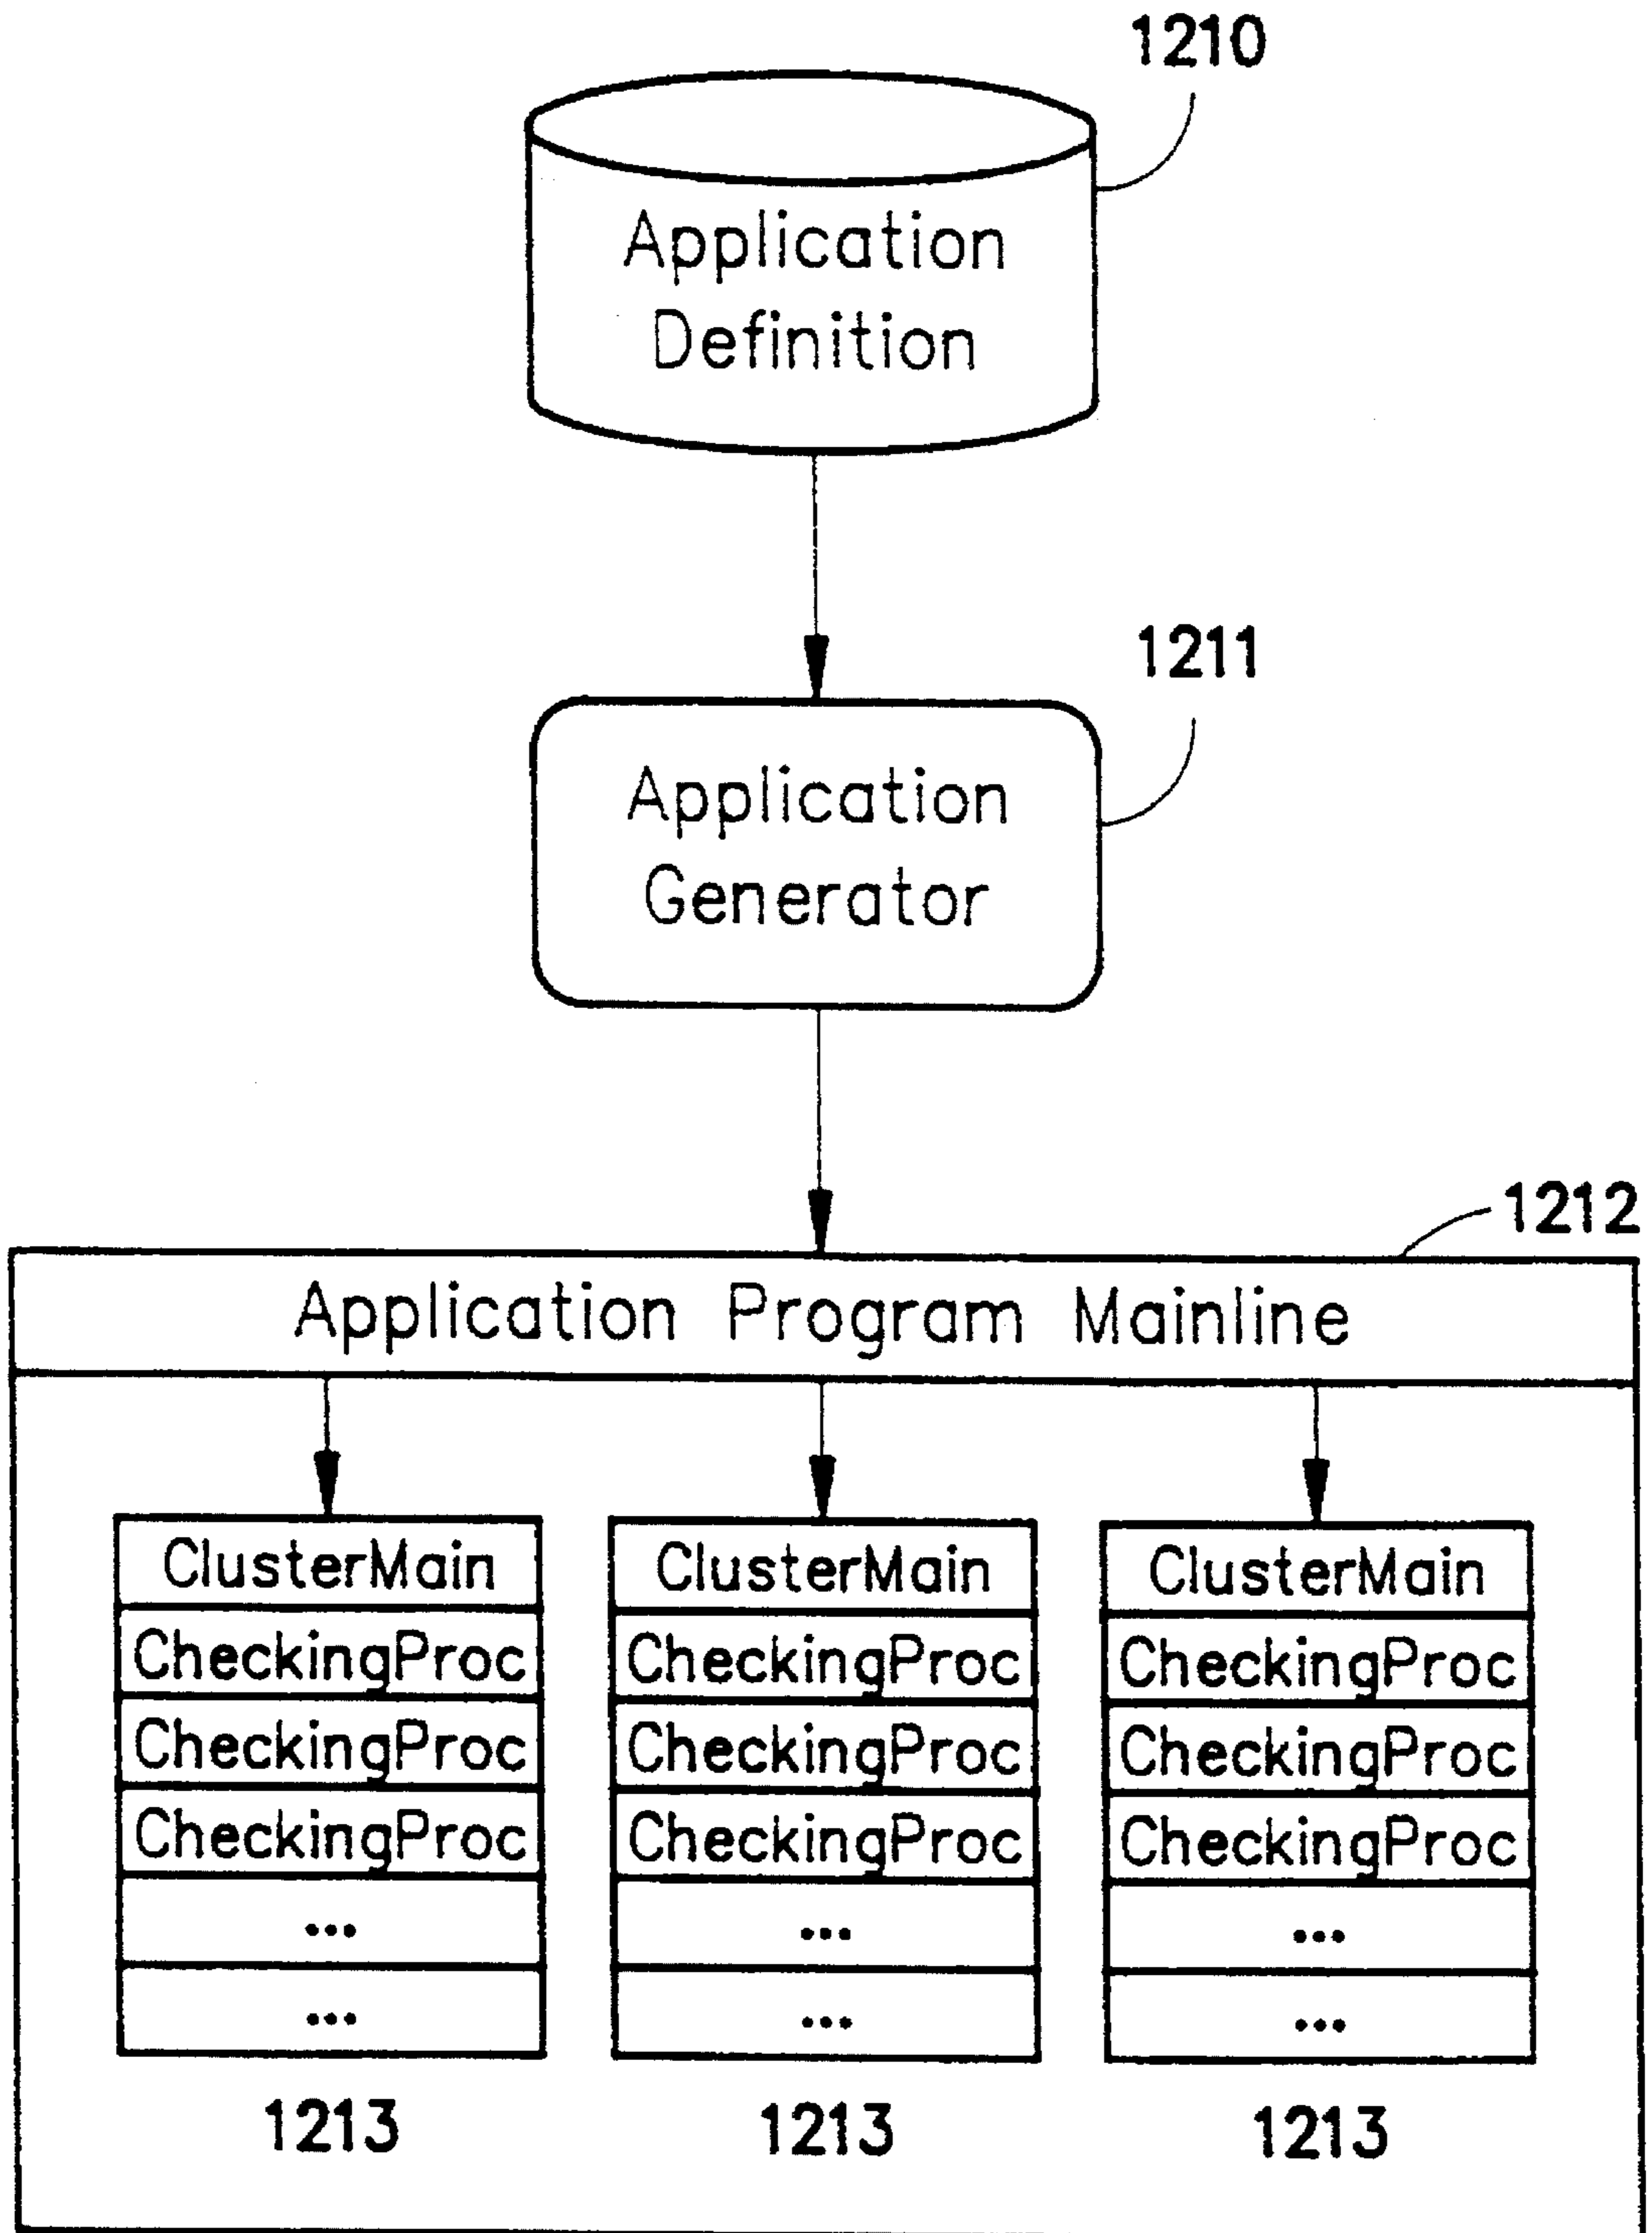 1210
Application
Definition
1211
Application
Generator
1212
Application Program Mainline
ClusterMain ClusterMain ClusterMain
CheckingProc CheckingProc CheckingProc
CheckingProc CheckingProc CheckingProc
CheckingProc CheckingProc CheckingProc
... ... ...
... ... ...
1213 1213 1213